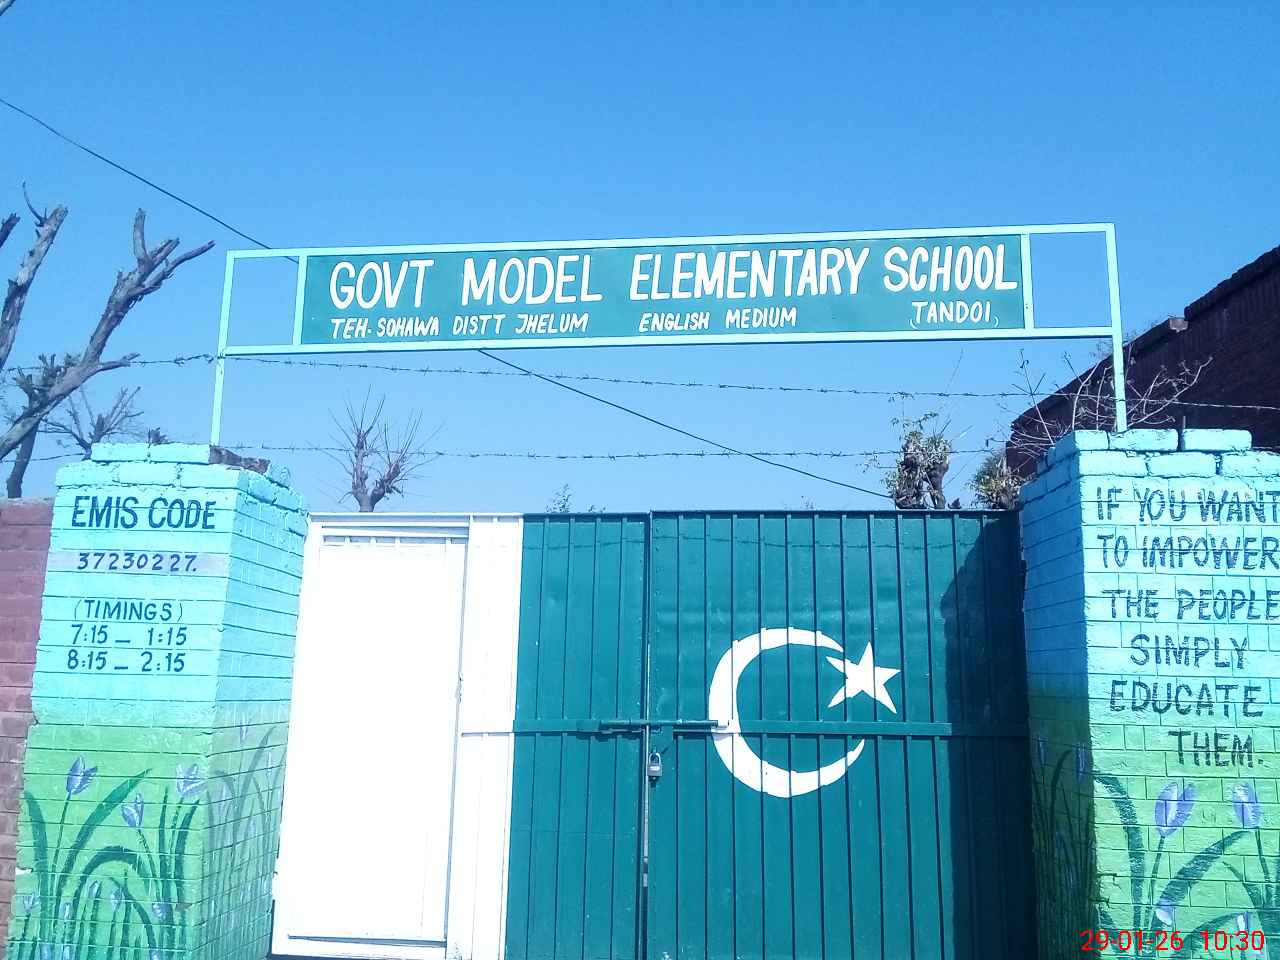 GOVT MODEL ELEMENTARY SCHOOL
TEH. SOHAWA DISTT JHELUM ENGLISH MEDIUM (TANDOI)
EMIS CODE
37230227.
(TIMINGS)
7:15 — 1:15
8:15 — 2:15
IF YOU WANT
TO IMPOWER
THE PEOPLE
SIMPLY
EDUCATE
THEM.
29-01-26 10:30